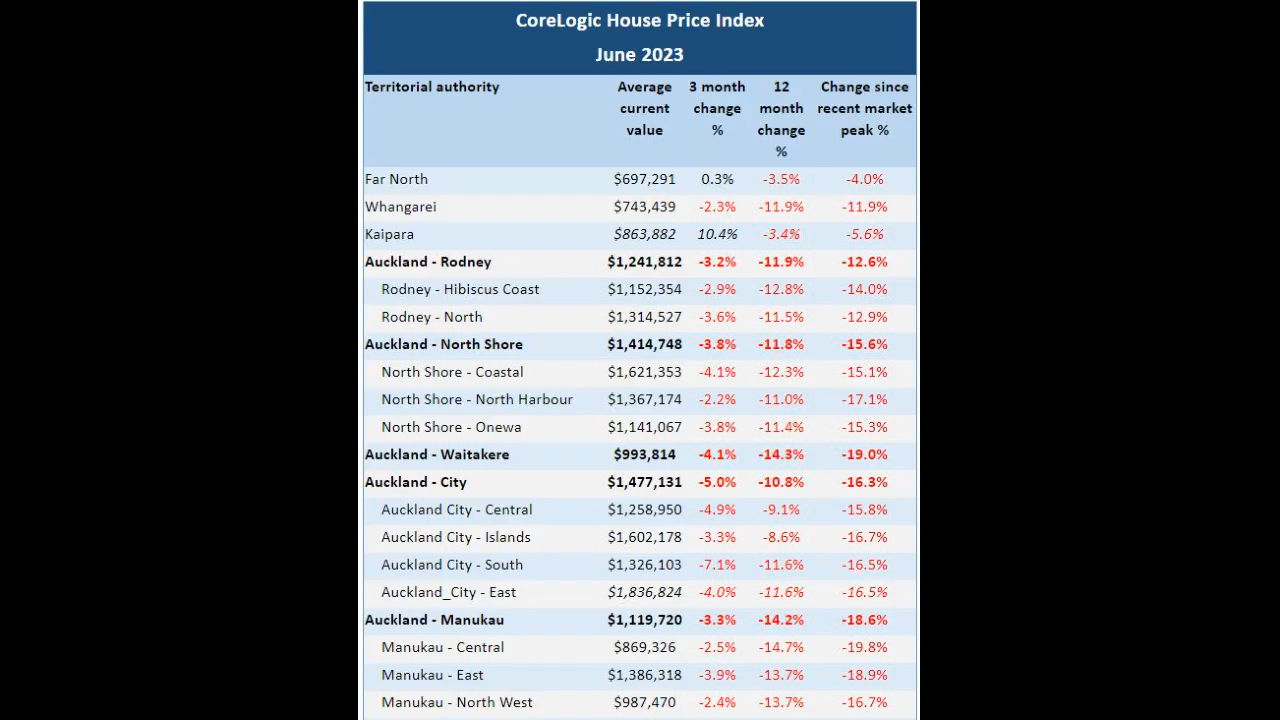 CoreLogic House Price Index
June 2023
Territorial authority Average current value 3 month change % 12 month change % Change since recent market peak %
Far North $697,291 0.3% -3.5% -4.0%
Whangarei $743,439 -2.3% -11.9% -11.9%
Kaipara $863,882 10.4% -3.4% -5.6%
Auckland - Rodney $1,241,812 -3.2% -11.9% -12.6%
Rodney - Hibiscus Coast $1,152,354 -2.9% -12.8% -14.0%
Rodney - North $1,314,527 -3.6% -11.5% -12.9%
Auckland - North Shore $1,414,748 -3.8% -11.8% -15.6%
North Shore - Coastal $1,621,353 -4.1% -12.3% -15.1%
North Shore - North Harbour $1,367,174 -2.2% -11.0% -17.1%
North Shore - Onewa $1,141,067 -3.8% -11.4% -15.3%
Auckland - Waitakere $993,814 -4.1% -14.3% -19.0%
Auckland - City $1,477,131 -5.0% -10.8% -16.3%
Auckland City - Central $1,258,950 -4.9% -9.1% -15.8%
Auckland City - Islands $1,602,178 -3.3% -8.6% -16.7%
Auckland City - South $1,326,103 -7.1% -11.6% -16.5%
Auckland_City - East $1,836,824 -4.0% -11.6% -16.5%
Auckland - Manukau $1,119,720 -3.3% -14.2% -18.6%
Manukau - Central $869,326 -2.5% -14.7% -19.8%
Manukau - East $1,386,318 -3.9% -13.7% -18.9%
Manukau - North West $987,470 -2.4% -13.7% -16.7%